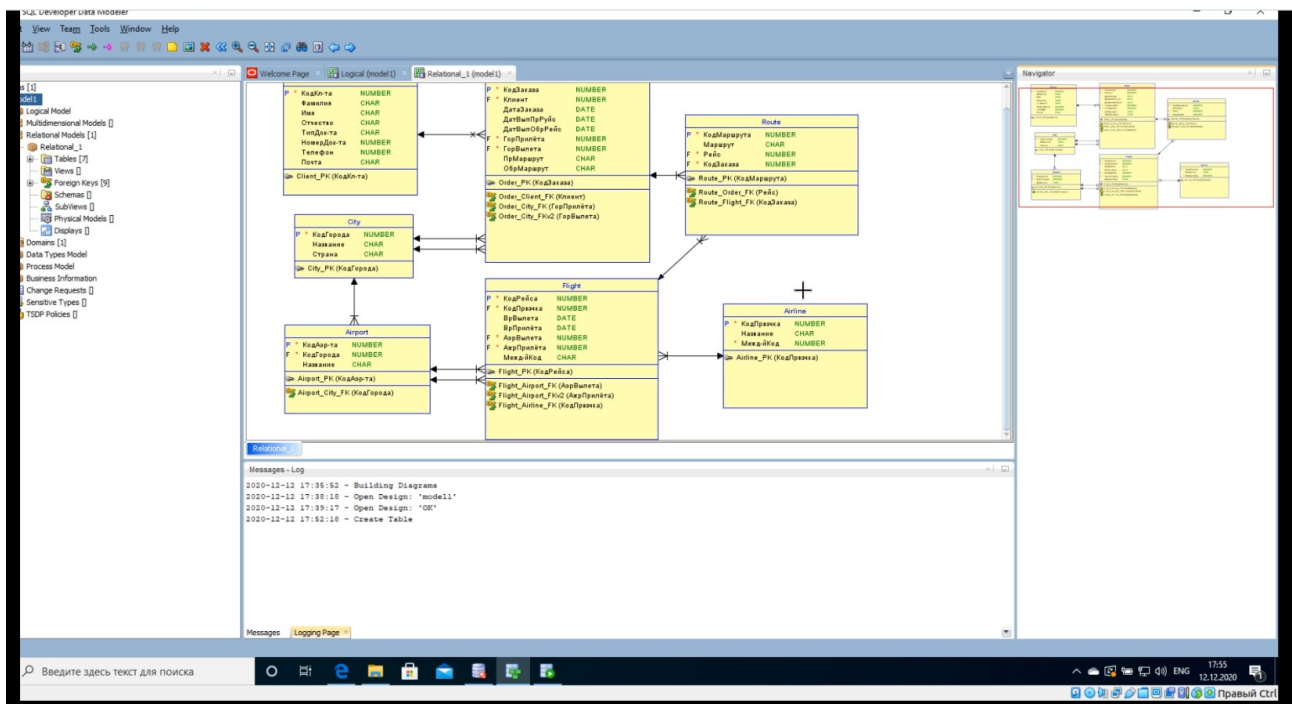 SQL Developer Data Modeler
View Team Tools Window Help
Welcome Page
Logical (model1)
Relational_1 (model1)
Navigator
[1]
Logical Model
Multidimensional Models []
Relational Models [1]
Relational_1
Tables [7]
Views []
Foreign Keys [9]
Schemas []
SubViews []
Physical Models []
Displays []
Domains [1]
Data Types Model
Process Model
Business Information
Change Requests []
Sensitive Types []
TSDP Policies []
P * КодКл-та NUMBER
Фамилия CHAR
Имя CHAR
Отчество CHAR
ТипДок-та CHAR
НомерДок-та NUMBER
Телефон NUMBER
Почта CHAR
Client_PK (КодКл-та)
P * КодЗаказа NUMBER
F * Клиент NUMBER
ДатаЗаказа DATE
ДатВылПрРуйс DATE
ДатВылОбрРейс DATE
F * ГорПрилёта NUMBER
F * ГорВылета NUMBER
ПрМаршрут CHAR
ОбрМаршрут CHAR
Order_PK (КодЗаказа)
Order_Client_FK (Клиент)
Order_City_FK (ГорПрилёта)
Order_City_FKv2 (ГорВылета)
Route
P * КодМаршрута NUMBER
Маршрут CHAR
F * Рейс NUMBER
F * КодЗаказа NUMBER
Route_PK (КодМаршрута)
Route_Order_FK (Рейс)
Route_Flight_FK (КодЗаказа)
City
P * КодГорода NUMBER
Название CHAR
Страна CHAR
City_PK (КодГорода)
Airport
P * КодАэр-та NUMBER
F * КодГорода NUMBER
Название CHAR
Airport_PK (КодАэр-та)
Airport_City_FK (КодГорода)
Flight
P * КодРейса NUMBER
F * КодПрвзчка NUMBER
ВрВылета DATE
ВрПрилёта DATE
F * АэрВылета NUMBER
F * АэрПрилёта NUMBER
Межд-йКод CHAR
Flight_PK (КодРейса)
Flight_Airport_FK (АэрВылета)
Flight_Airport_FKv2 (АэрПрилёта)
Flight_Airline_FK (КодПрвзчка)
Airline
P * КодПрвзчка NUMBER
Название CHAR
* Межд-йКод NUMBER
Airline_PK (КодПрвзчка)
Relational_1
Messages - Log
2020-12-12 17:35:52 - Building Diagrams
2020-12-12 17:38:18 - Open Design: 'model1'
2020-12-12 17:39:17 - Open Design: 'OK'
2020-12-12 17:52:18 - Create Table
Messages
Logging Page
Введите здесь текст для поиска
ENG
17:55
12.12.2020
Правый Ctrl